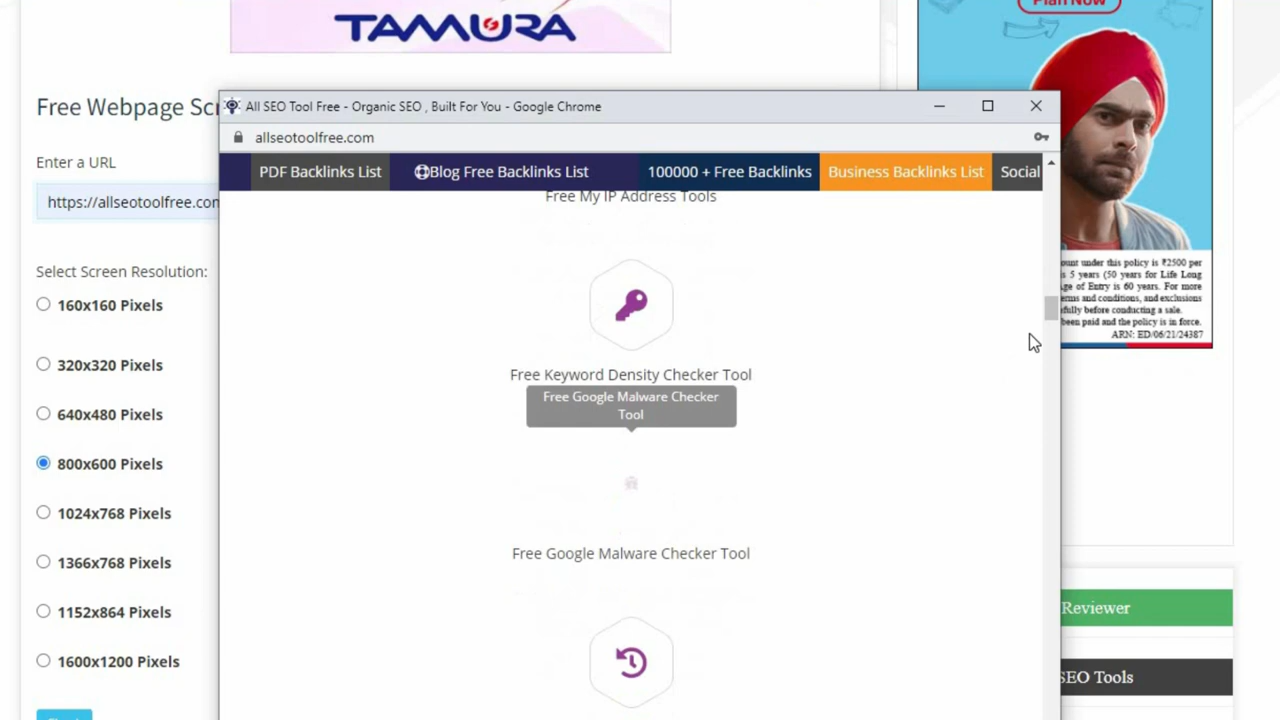 Plan Now
TAMURA
Free Webpage Scr
All SEO Tool Free - Organic SEO , Built For You - Google Chrome
allseotoolfree.com
Enter a URL
PDF Backlinks List
Blog Free Backlinks List
100000 + Free Backlinks
Business Backlinks List
Social
https://allseotoolfree.con
Free My IP Address Tools
Select Screen Resolution:
160x160 Pixels
320x320 Pixels
640x480 Pixels
800x600 Pixels
1024x768 Pixels
1366x768 Pixels
1152x864 Pixels
1600x1200 Pixels
Free Keyword Density Checker Tool
Free Google Malware Checker
Tool
Free Google Malware Checker Tool
ount under this policy is ₹2500 per
is 5 years (50 years for Life Long
ge of Entry is 60 years. For more
erms and conditions, and exclusions
fully before conducting a sale.
been paid and the policy is in force.
ARN: ED/06/21/24387
Reviewer
SEO Tools